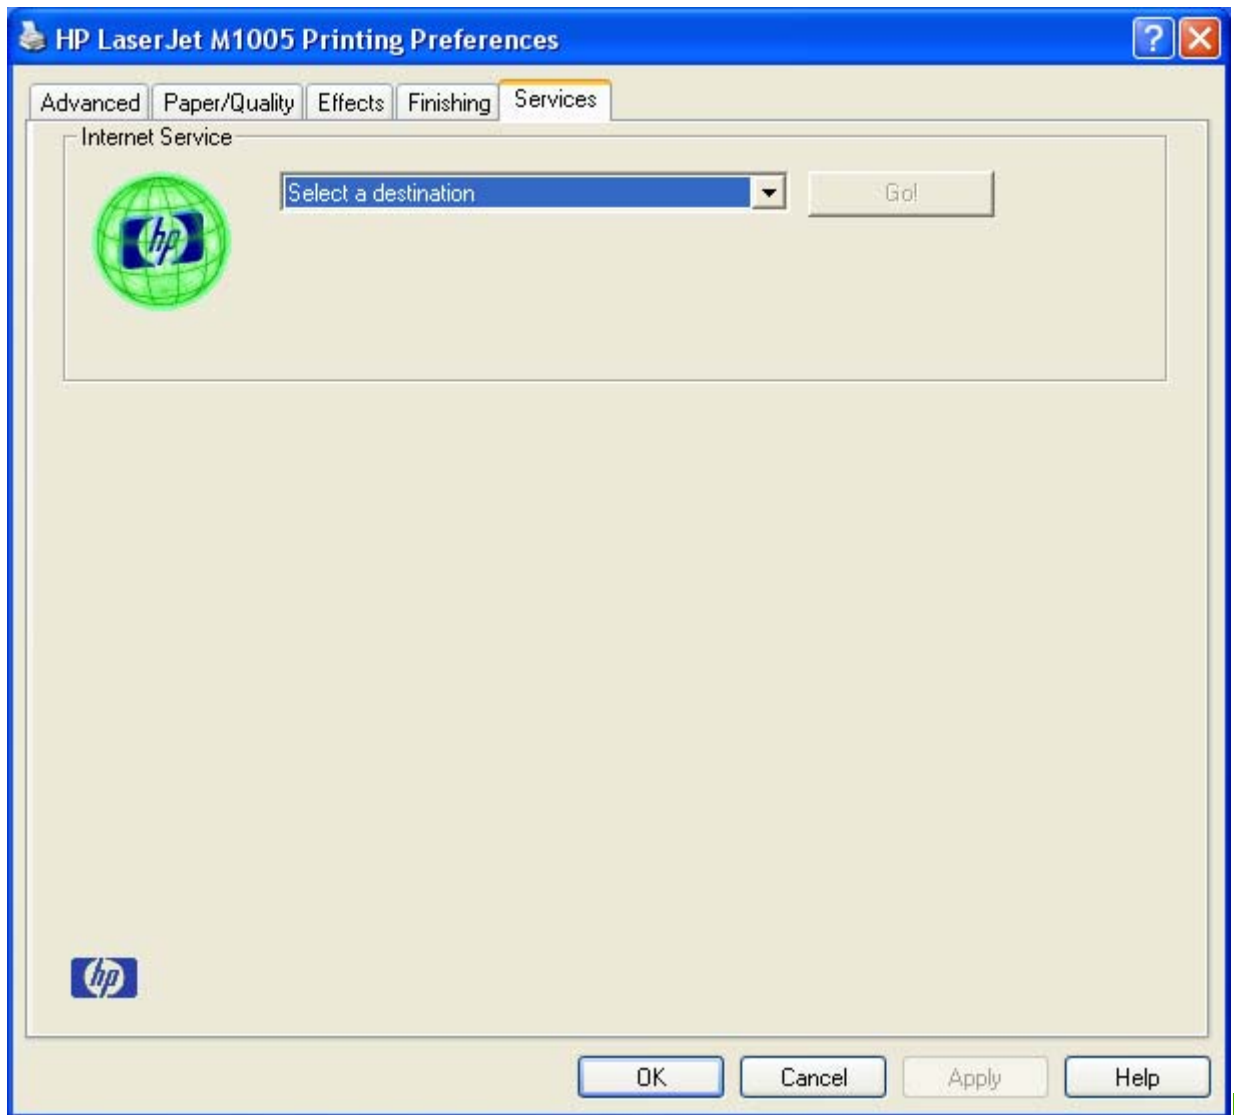 HP LaserJet M1005 Printing Preferences
?
Advanced Paper/Quality Effects Finishing Services
Internet Service
hp
Select a destination
Go!
hp
OK Cancel Apply Help